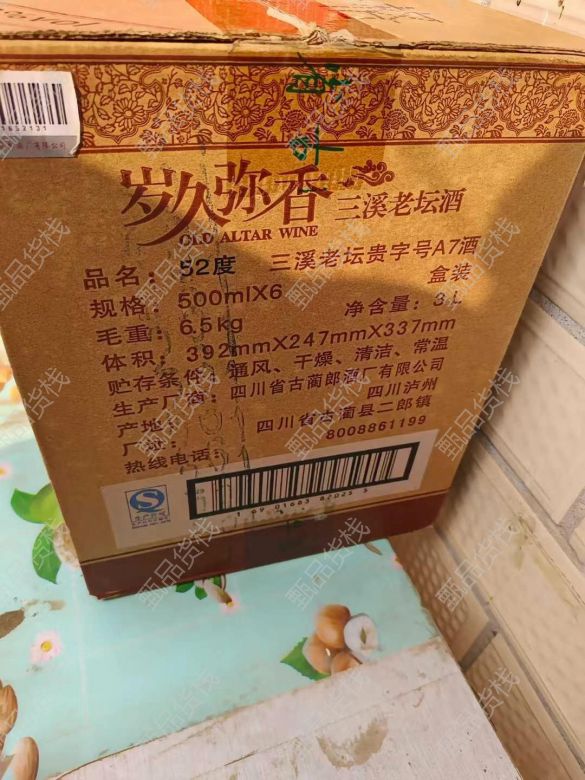 岁久弥香 三溪老坛酒
OLD ALTAR WINE
品名: 52度 三溪老坛贵字号A7酒
盒装
规格: 500mlX6 净含量: 3L
毛重: 6.5kg
体积: 392mmX247mmX337mm
贮存条件: 通风、干燥、清洁、常温
生产厂商: 四川省古蔺郎酒厂有限公司
产地: 四川泸州
厂址: 四川省古蔺县二郎镇
热线电话: 8008861199
生产许可
甄品货栈